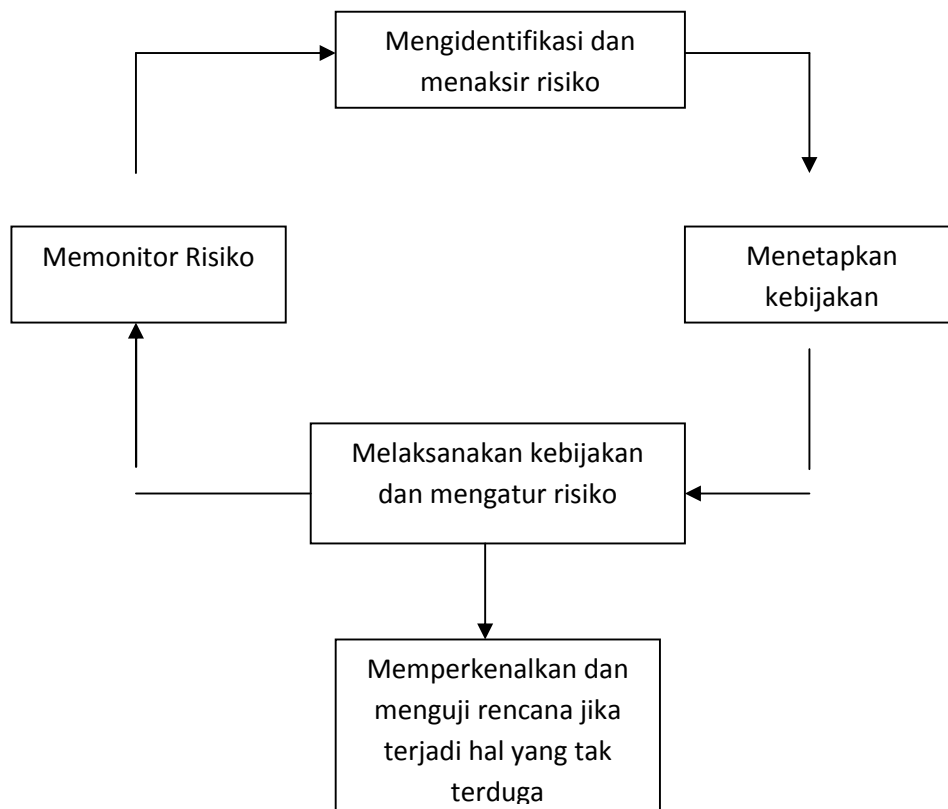 Mengidentifikasi dan
menaksir risiko
Memonitor Risiko
Menetapkan
kebijakan
Melaksanakan kebijakan
dan mengatur risiko
Memperkenalkan dan
menguji rencana jika
terjadi hal yang tak
terduga